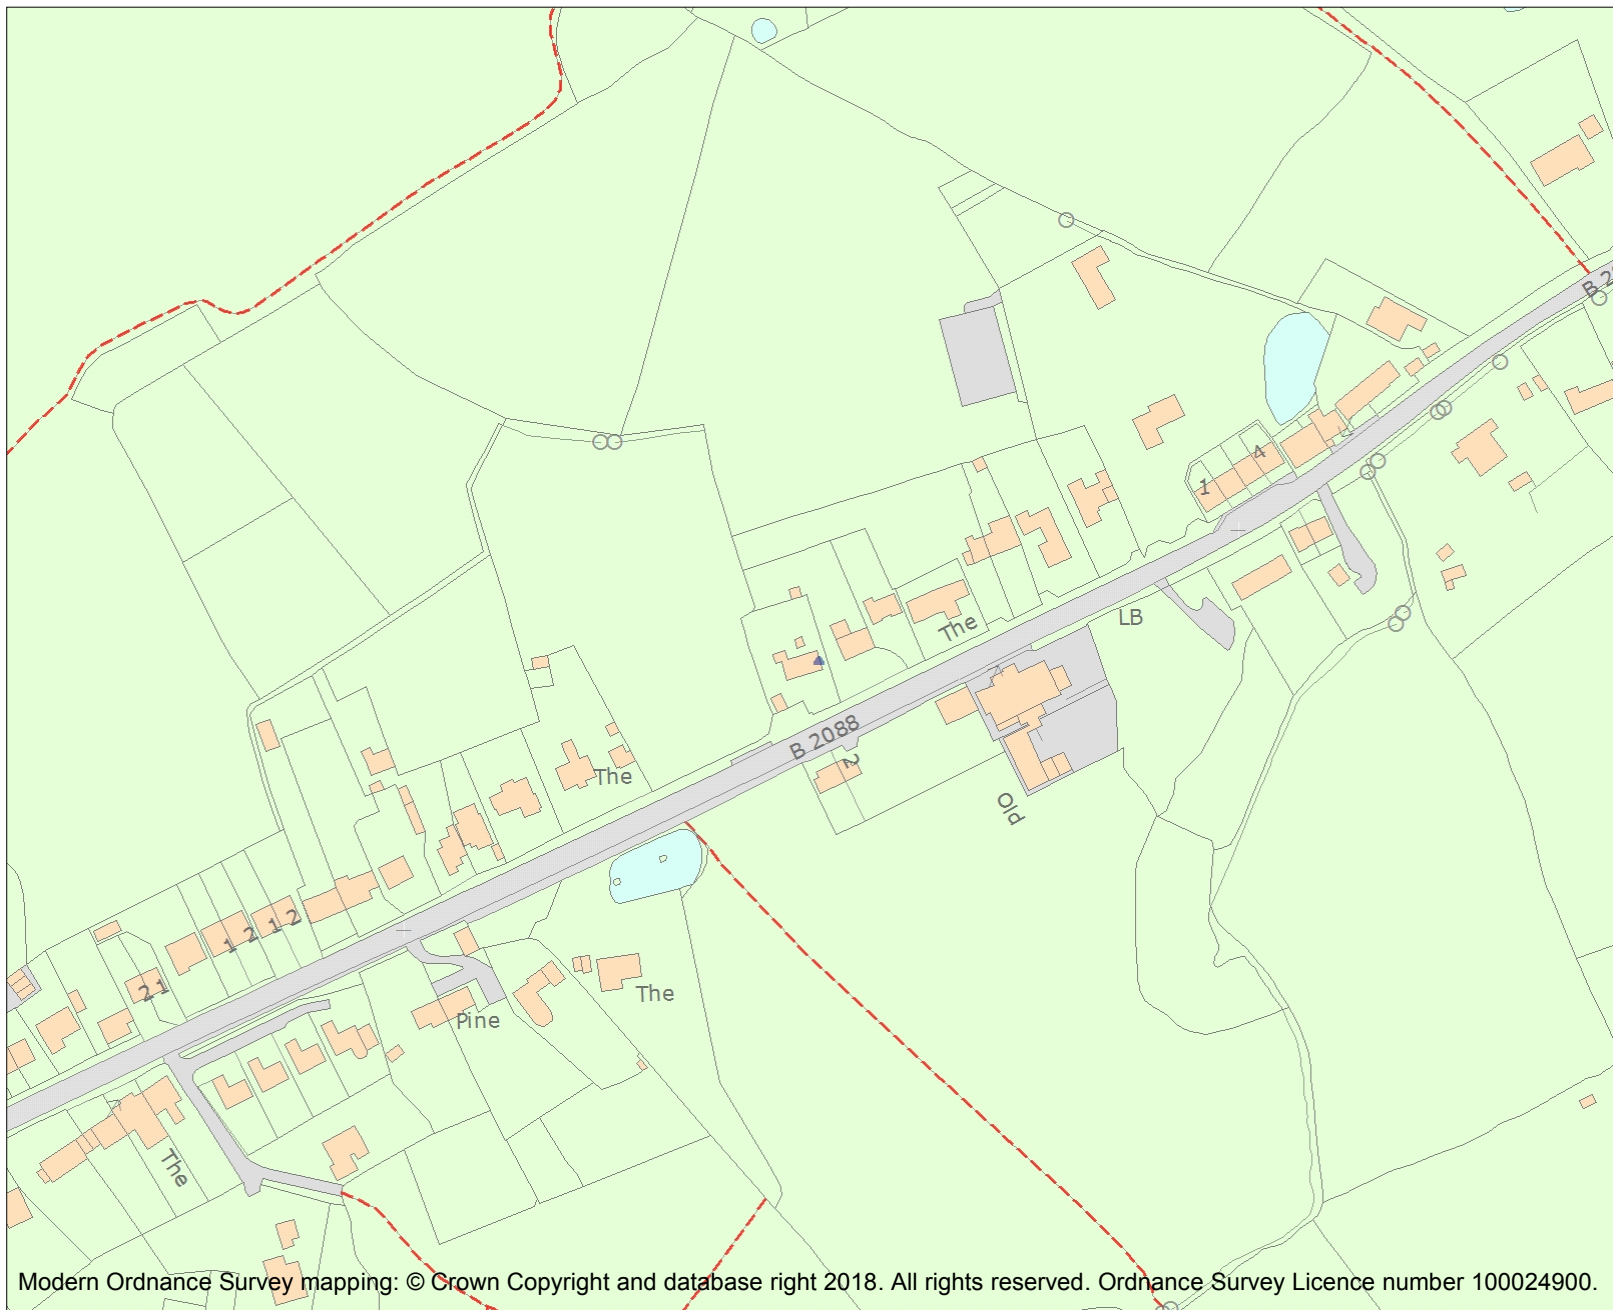 B 2
4
1
LB
The
B 2088
2
The
Old
1 2 1 2
2 1
The
Pine
The
Modern Ordnance Survey mapping: © Crown Copyright and database right 2018. All rights reserved. Ordnance Survey Licence number 100024900.